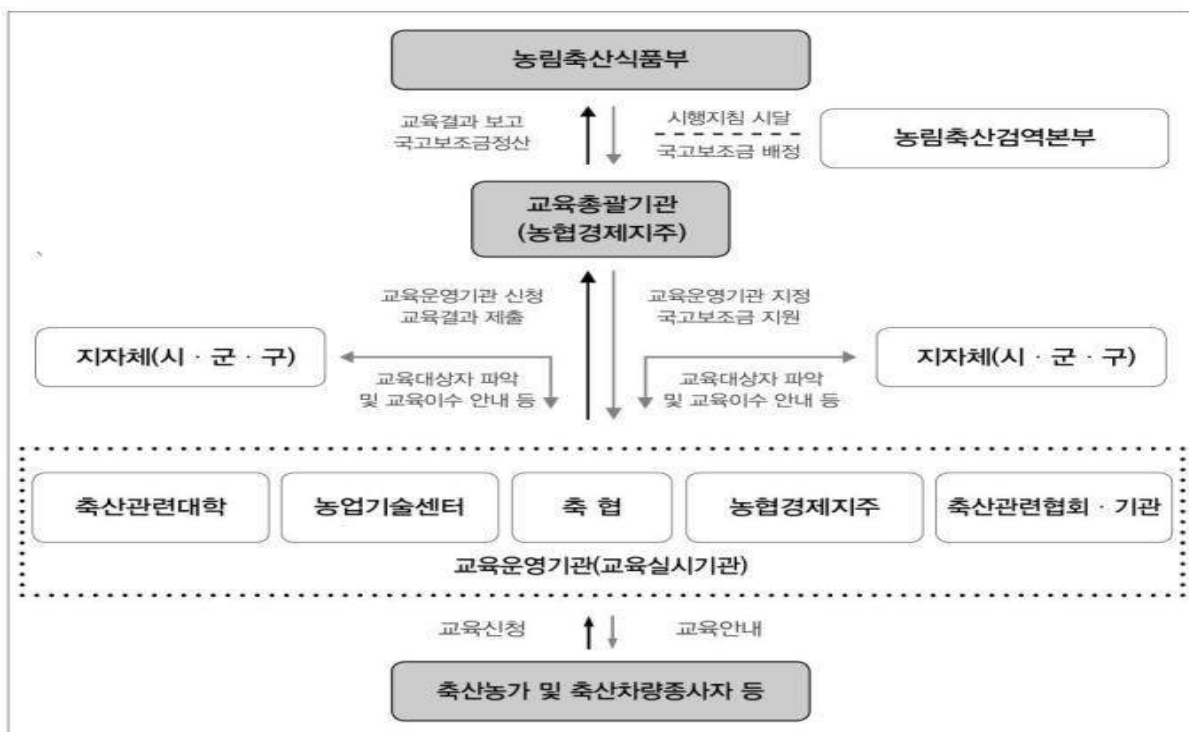 농림축산식품부
교육결과 보고
국고보조금정산
시행지침 시달
국고보조금 배정
농림축산검역본부
교육총괄기관
(농협경제지주)
교육운영기관 신청
교육결과 제출
교육운영기관 지정
국고보조금 지원
지자체(시 · 군 · 구)
지자체(시 · 군 · 구)
교육대상자 파악
및 교육이수 안내 등
교육대상자 파악
및 교육이수 안내 등
축산관련대학
농업기술센터
축 협
농협경제지주
축산관련협회 · 기관
교육운영기관(교육실시기관)
교육신청
교육안내
축산농가 및 축산차량종사자 등